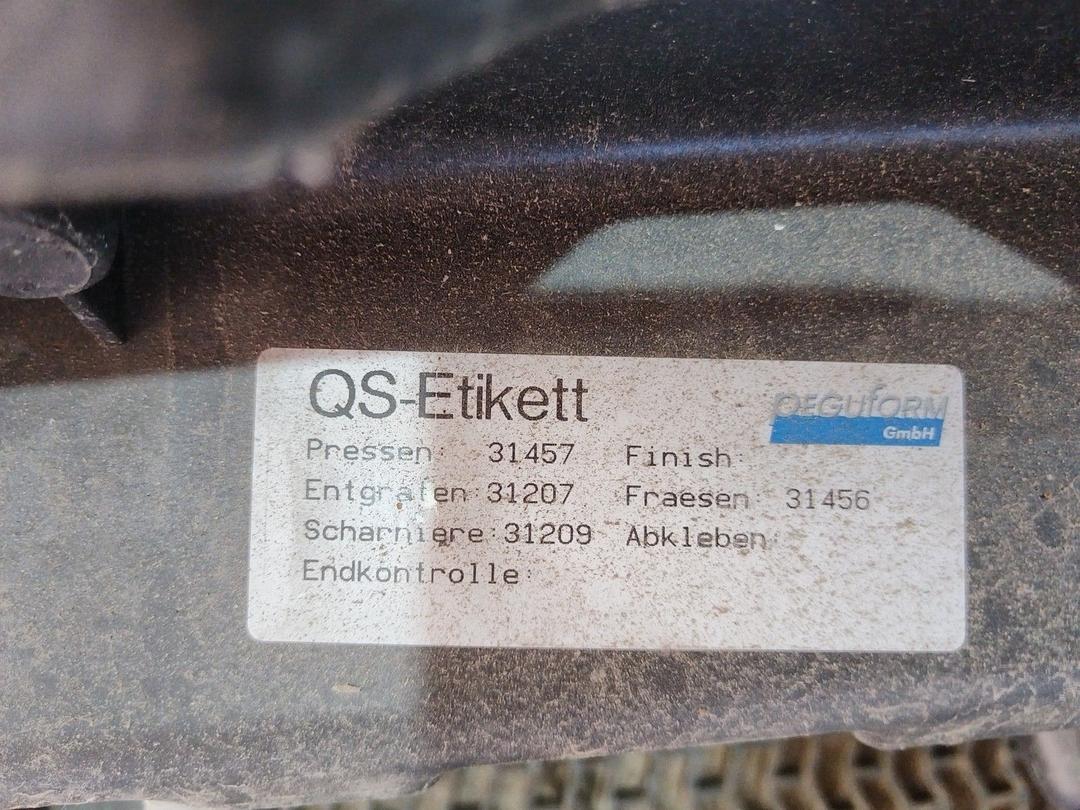 QS-Etikett
PEGUFORM
GmbH
Pressen: 31457 Finish:
Entgraten: 31207 Fraesen: 31456
Scharniere: 31209 Abkleben:
Endkontrolle: